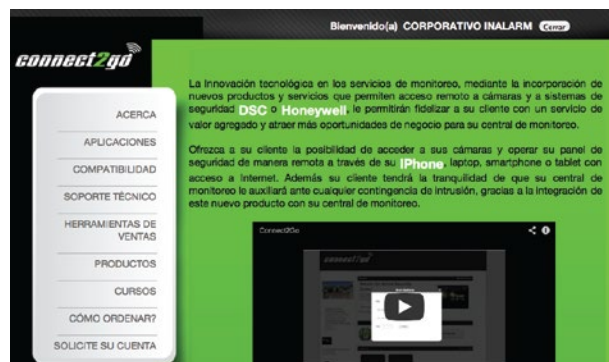 Bienvenido(a) CORPORATIVO INALARM Cerrar
connect2go
ACERCA
APLICACIONES
COMPATIBILIDAD
SOPORTE TÉCNICO
HERRAMIENTAS DE
VENTAS
PRODUCTOS
CURSOS
CÓMO ORDENAR?
SOLICITE SU CUENTA
La Innovación tecnológica en los servicios de monitoreo, mediante la incorporación de
nuevos productos y servicios que permiten acceso remoto a cámaras y a sistemas de
seguridad DSC o Honeywell, le permitirán fidelizar a su cliente con un servicio de
valor agregado y atraer más oportunidades de negocio para su central de monitoreo.
Ofrezca a su cliente la posibilidad de acceder a sus cámaras y operar su panel de
seguridad de manera remota a través de su IPhone, laptop, smartphone o tablet con
acceso a Internet. Además su cliente tendrá la tranquilidad de que su central de
monitoreo le auxiliará ante cualquier contingencia de intrusión, gracias a la integración de
este nuevo producto con su central de monitoreo.
Connect2Go
connect2go